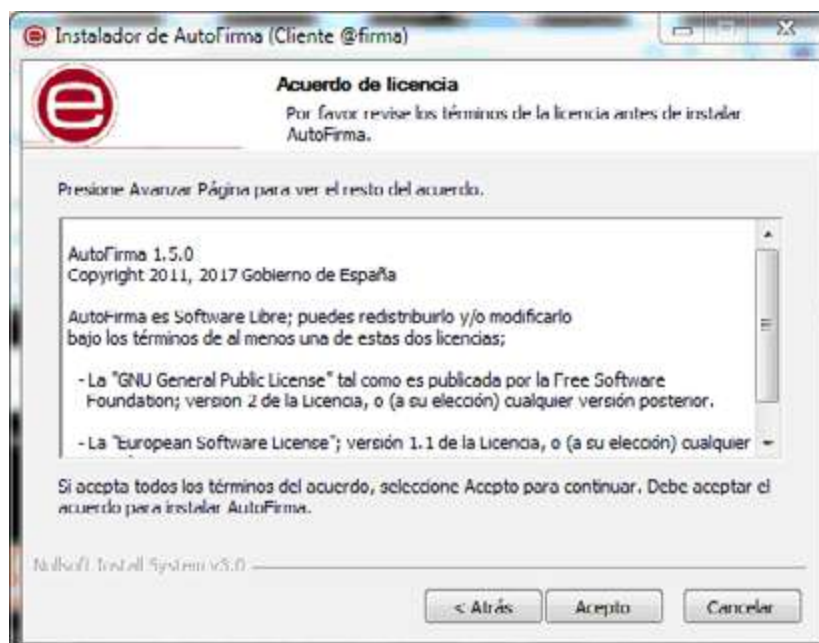 Instalador de AutoFirma (Cliente @firma)
Acuerdo de licencia
Por favor revise los términos de la licencia antes de instalar
AutoFirma.
Presione Avanzar Página para ver el resto del acuerdo.
AutoFirma 1.5.0
Copyright 2011, 2017 Gobierno de España
AutoFirma es Software Libre; puedes redistribuirlo y/o modificarlo
bajo los términos de al menos una de estas dos licencias;
- La "GNU General Public License" tal como es publicada por la Free Software
Foundation; version 2 de la Licencia, o (a su elección) cualquier versión posterior.
- La "European Software License"; versión 1.1 de la Licencia, o (a su elección) cualquier
Si acepta todos los términos del acuerdo, seleccione Acepto para continuar. Debe aceptar el
acuerdo para instalar AutoFirma.
Nullsoft Install System v3.0
< Atrás
Acepto
Cancelar